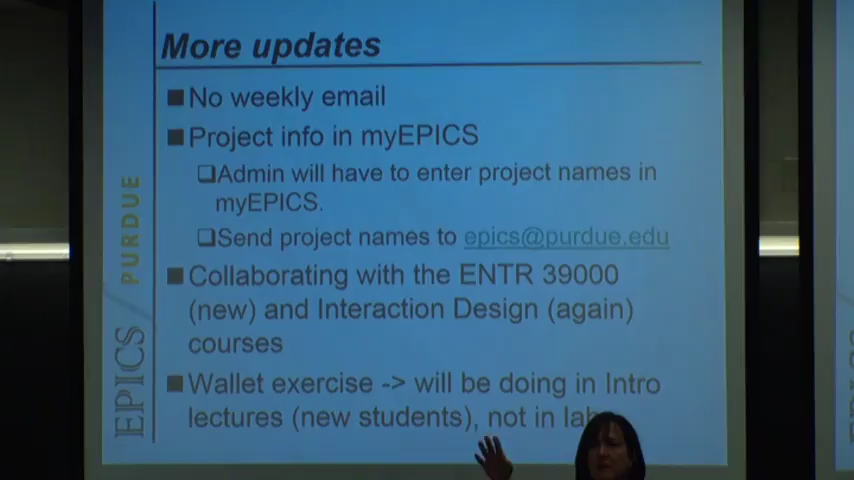 More updates
■ No weekly email
■ Project info in myEPICS
❑Admin will have to enter project names in
myEPICS.
❑Send project names to epics@purdue.edu
■ Collaborating with the ENTR 39000
(new) and Interaction Design (again)
courses
■ Wallet exercise -> will be doing in Intro
lectures (new students), not in
EPICS PURDUE